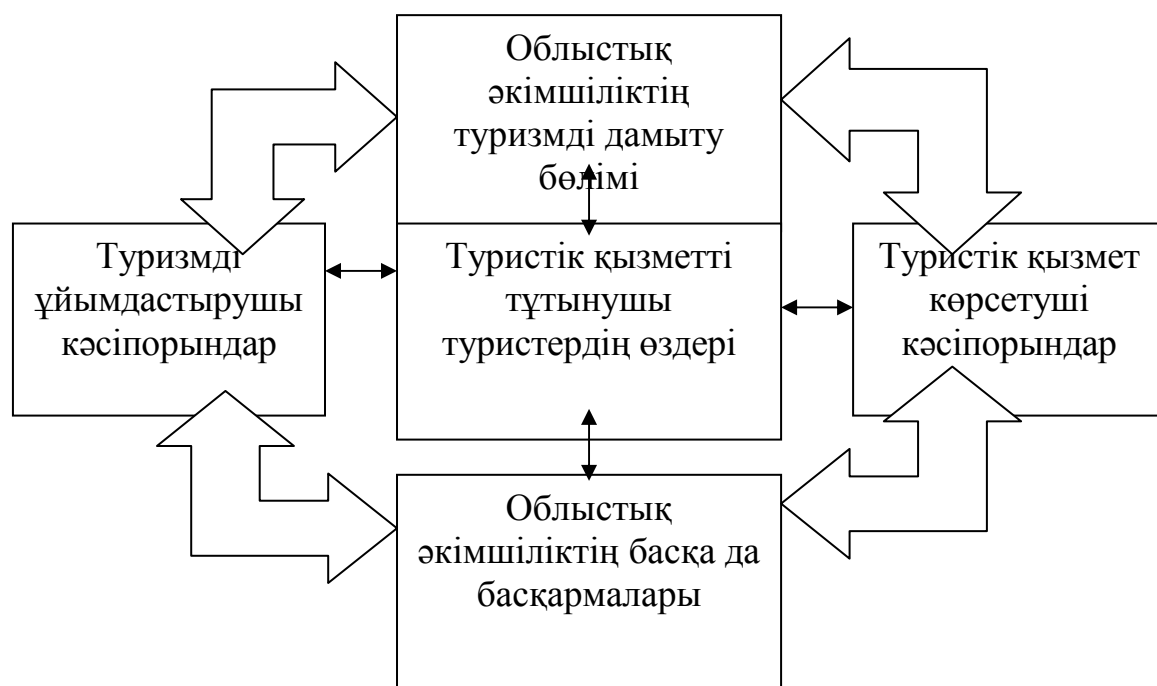 Облыстық
әкімшіліктің
туризмді дамыту
бөлімі
Туризмді
ұйымдастырушы
кәсіпорындар
Туристік қызметті
тұтынушы
туристердің өздері
Туристік қызмет
көрсетуші
кәсіпорындар
Облыстық
әкімшіліктің басқа да
басқармалары